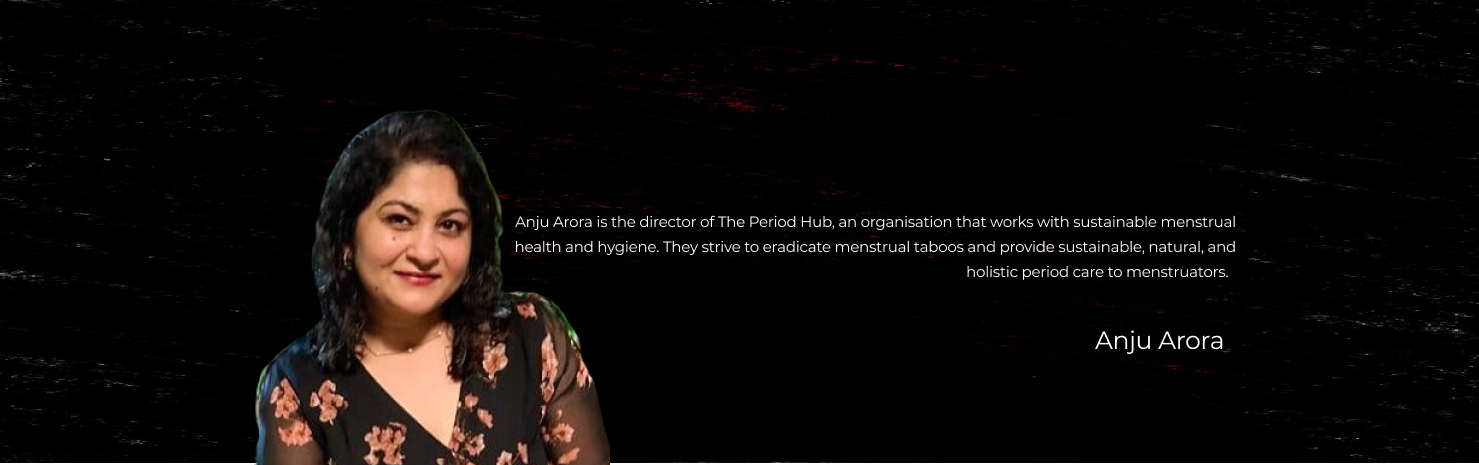 Anju Arora is the director of The Period Hub, an organisation that works with sustainable menstrual
health and hygiene. They strive to eradicate menstrual taboos and provide sustainable, natural, and
holistic period care to menstruators.
Anju Arora